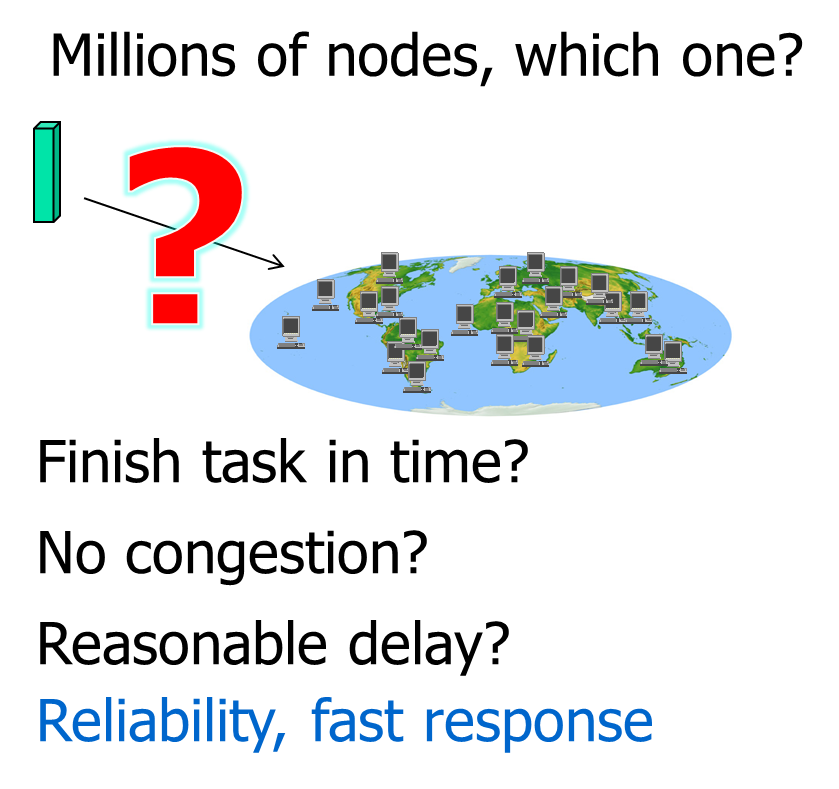 Millions of nodes, which one?
?
Finish task in time?
No congestion?
Reasonable delay?
Reliability, fast response